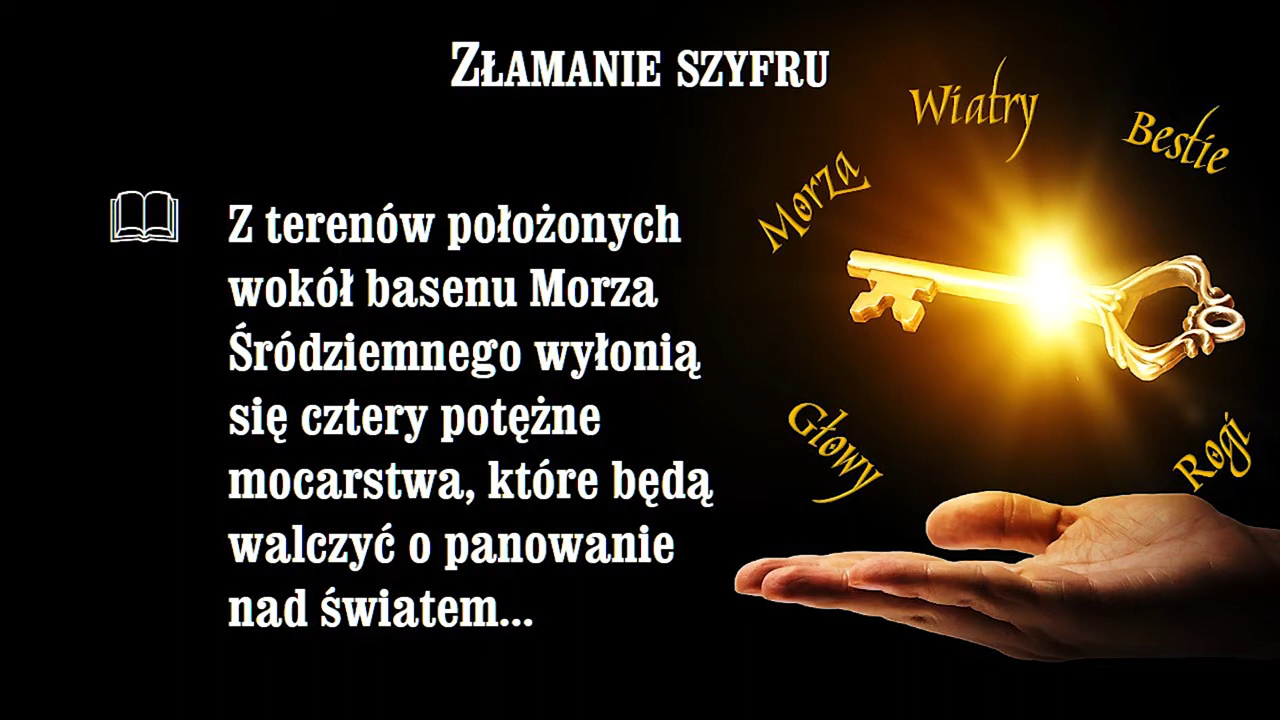 Złamanie szyfru
Wiatry
Bestie
Morza
Z terenów położonych
wokół basenu Morza
Śródziemnego wyłonią
się cztery potężne
mocarstwa, które będą
walczyć o panowanie
nad światem...
Głowy
Rogi